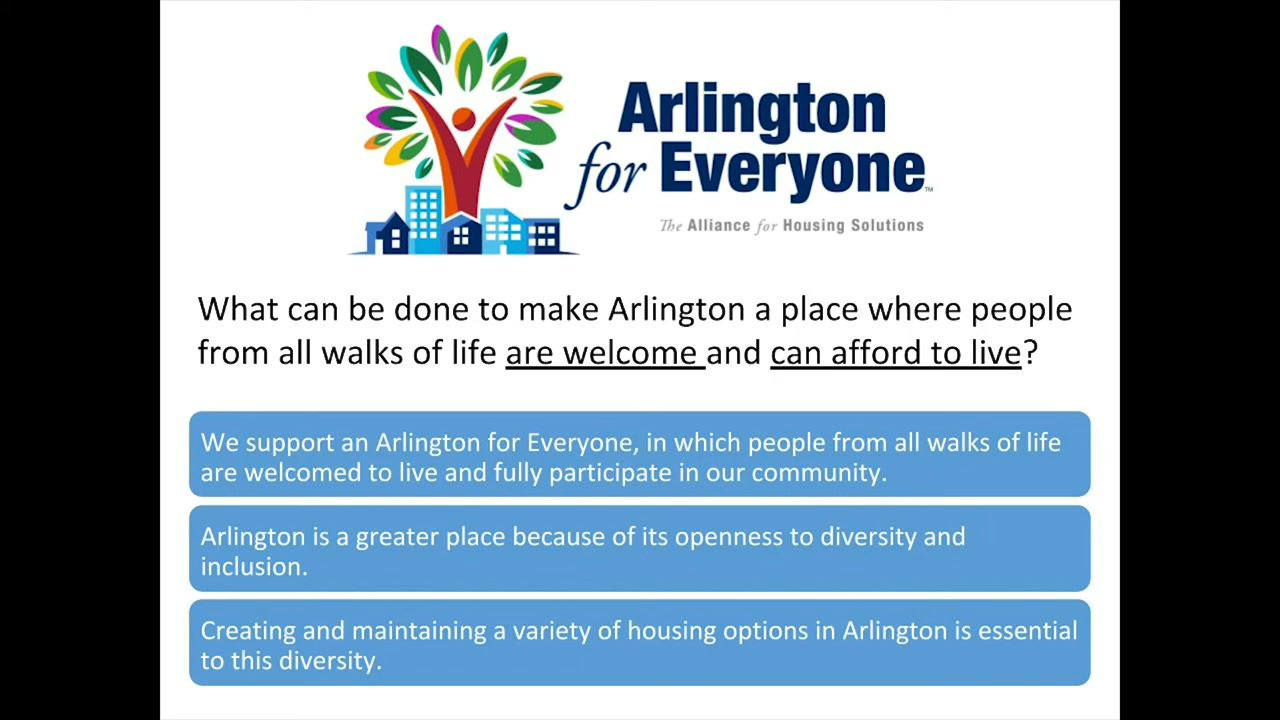 Arlington
for Everyone™
The Alliance for Housing Solutions
What can be done to make Arlington a place where people
from all walks of life are welcome and can afford to live?
We support an Arlington for Everyone, in which people from all walks of life
are welcomed to live and fully participate in our community.
Arlington is a greater place because of its openness to diversity and
inclusion.
Creating and maintaining a variety of housing options in Arlington is essential
to this diversity.